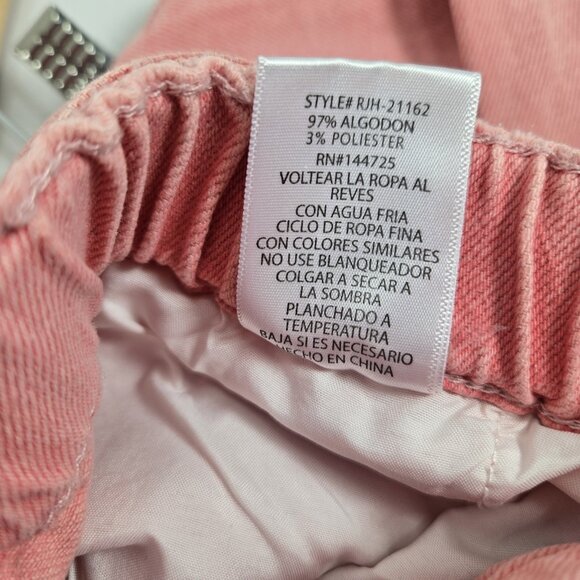 STYLE# RJH-21162
97% ALGODON
3% POLIESTER
RN#144725
VOLTEAR LA ROPA AL
REVES
CON AGUA FRIA
CICLO DE ROPA FINA
CON COLORES SIMILARES
NO USE BLANQUEADOR
COLGAR A SECAR A
LA SOMBRA
PLANCHADO A
TEMPERATURA
BAJA SI ES NECESARIO
HECHO EN CHINA